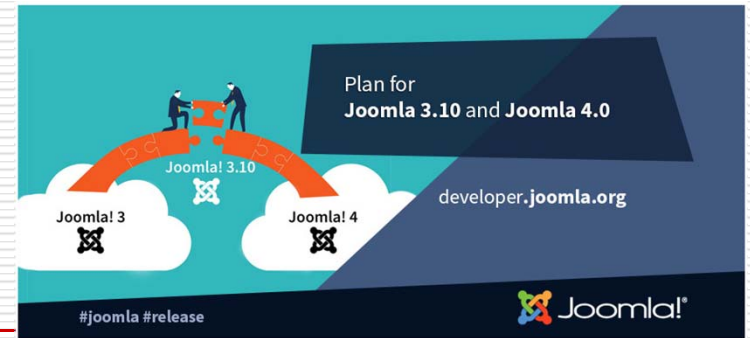 Plan for
Joomla 3.10 and Joomla 4.0
Joomla! 3.10
Joomla! 3
Joomla! 4
developer.joomla.org
#joomla #release
Joomla!®